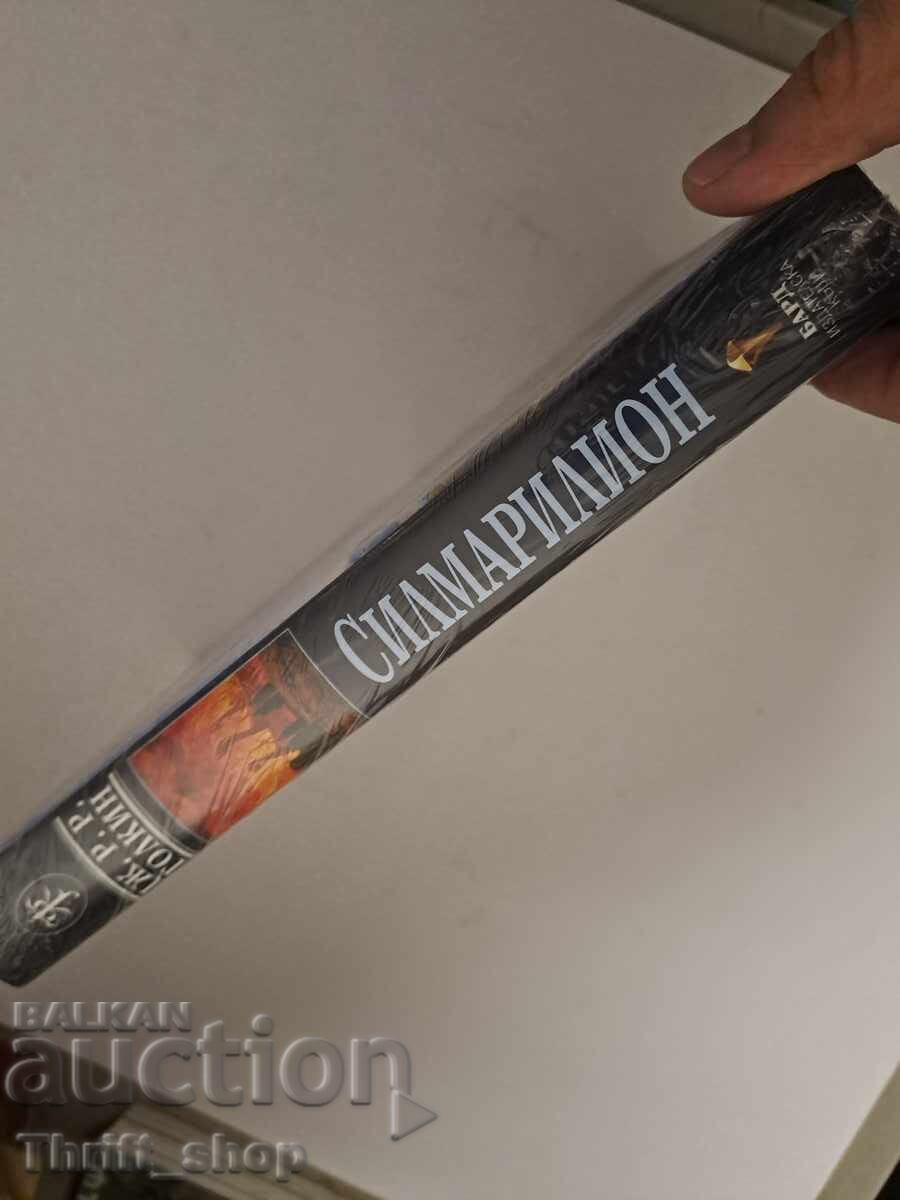 Дж. Р. Р.
ТОЛКИН
СИЛМАРИЛИОН
БАРД
ИЗДАТЕЛСКА
КЪЩА
BALKAN
auction
Thrift_shop